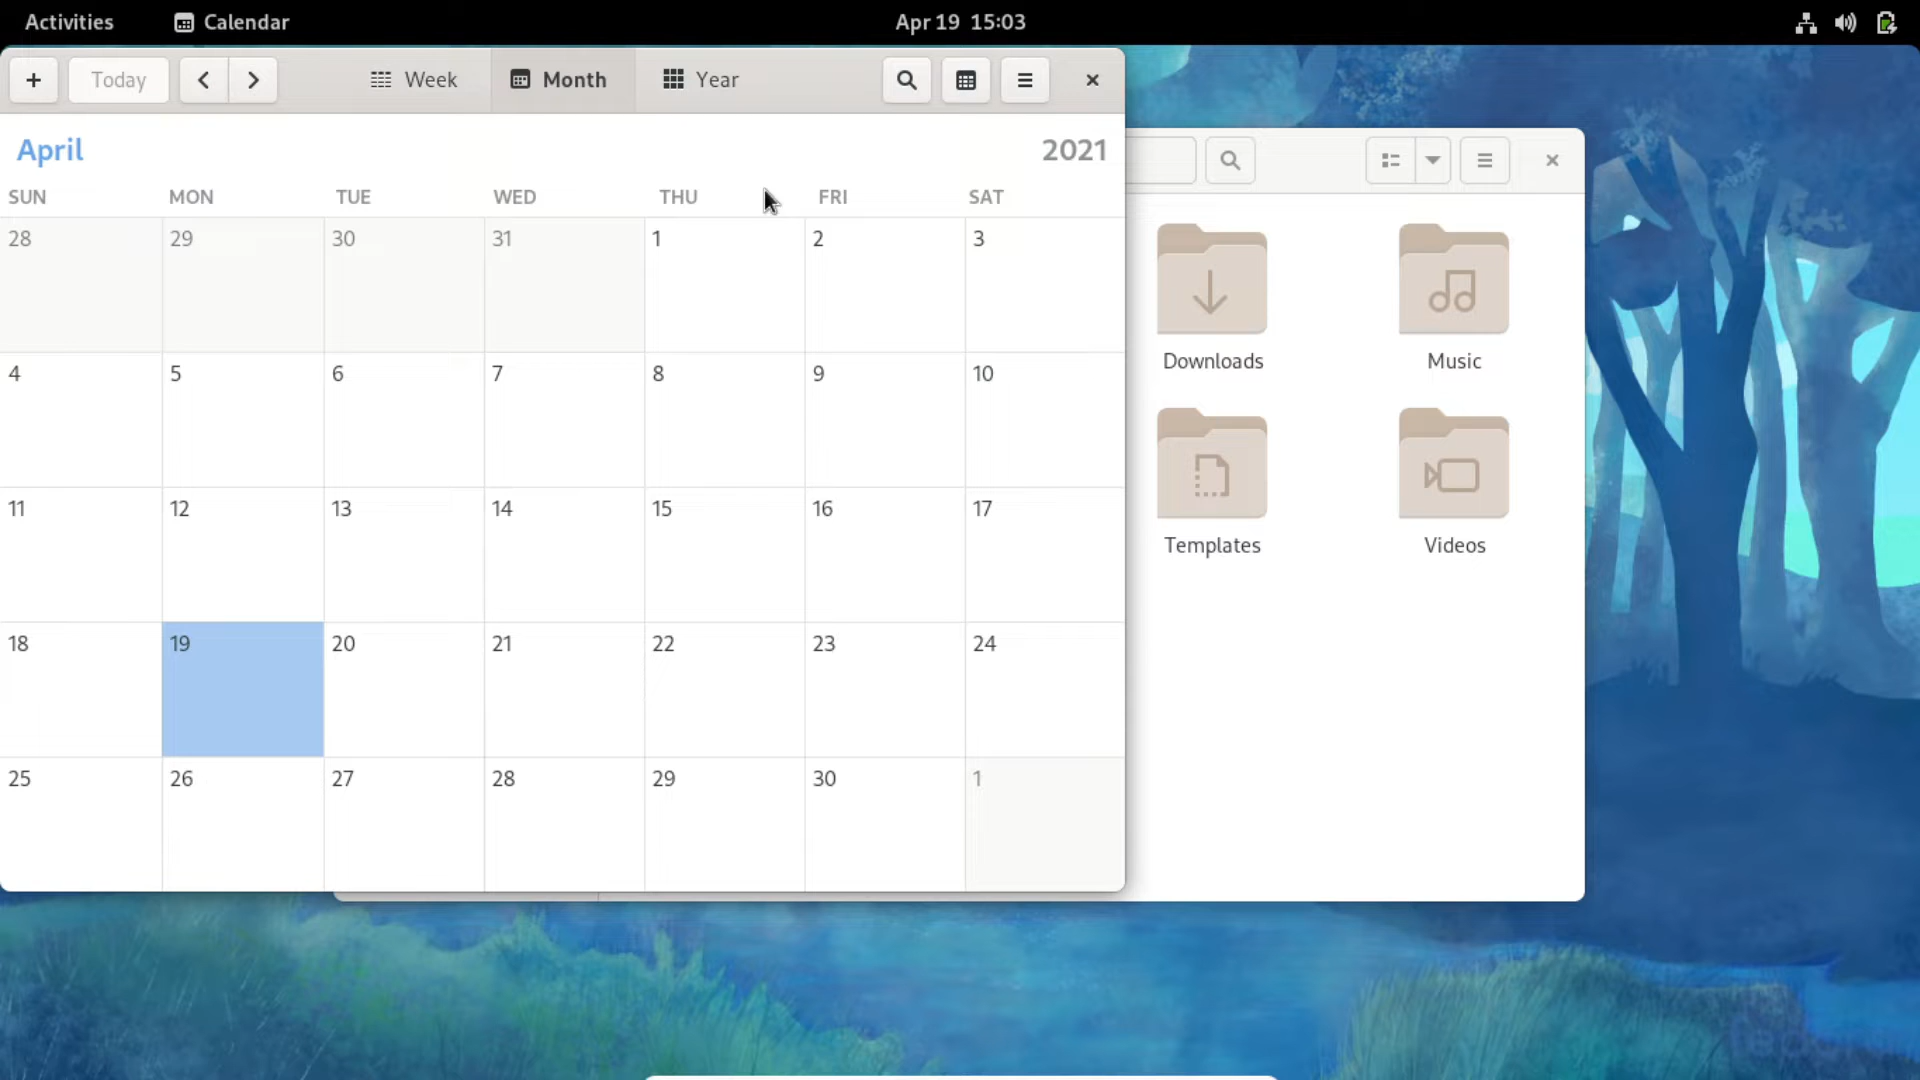 Activities Calendar Apr 19 15:03
+ Today Week Month Year
April 2021
SUN MON TUE WED THU FRI SAT
28 29 30 31 1 2 3
4 5 6 7 8 9 10
11 12 13 14 15 16 17
18 19 20 21 22 23 24
25 26 27 28 29 30 1
Downloads Music
Templates Videos